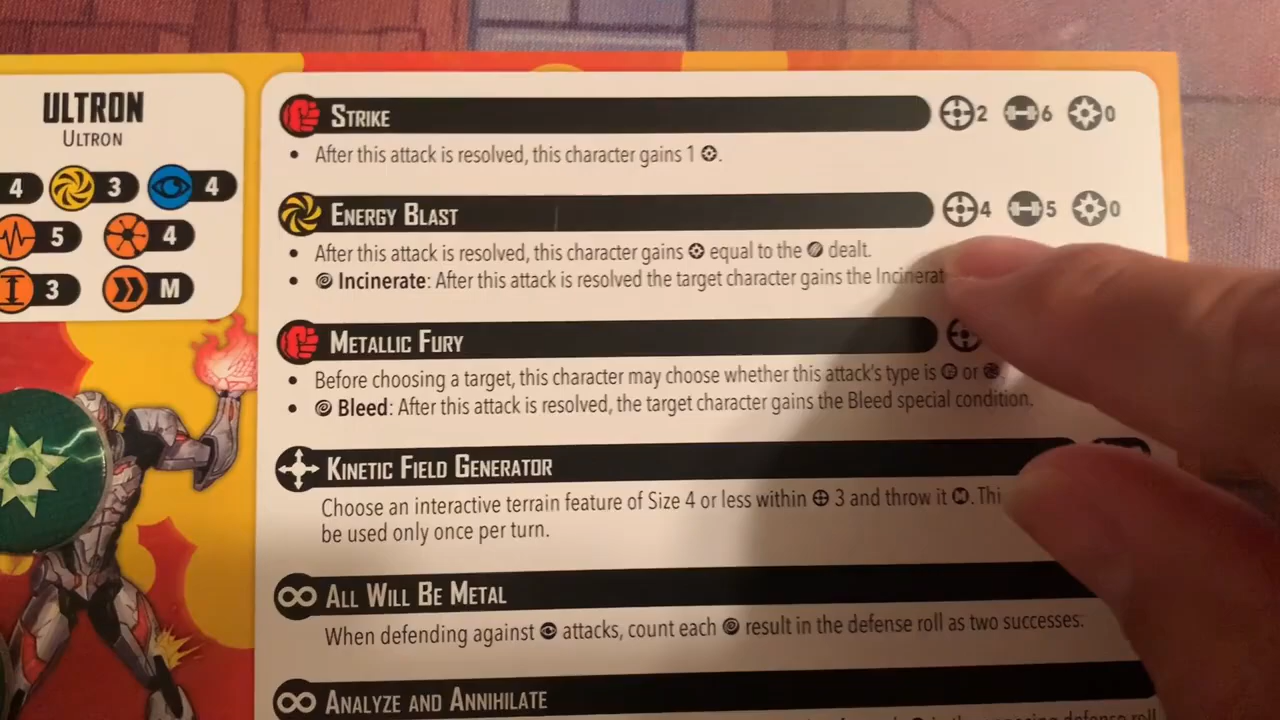 ULTRON
ULTRON
4 3 4
5 4
3 M
STRIKE 2 6 0
• After this attack is resolved, this character gains 1 .
ENERGY BLAST 4 5 0
• After this attack is resolved, this character gains equal to the dealt.
• Incinerate: After this attack is resolved the target character gains the
METALLIC FURY
• Before choosing a target, this character may choose whether this attack's type is or
• Bleed: After this attack is resolved, the target character gains the Bleed special condition.
KINETIC FIELD GENERATOR
Choose an interactive terrain feature of Size 4 or less within 3 and throw it M.
be used only once per turn.
ALL WILL BE METAL
When defending against attacks, count each result in the defense roll as two successes.
ANALYZE AND ANNIHILATE
defense roll